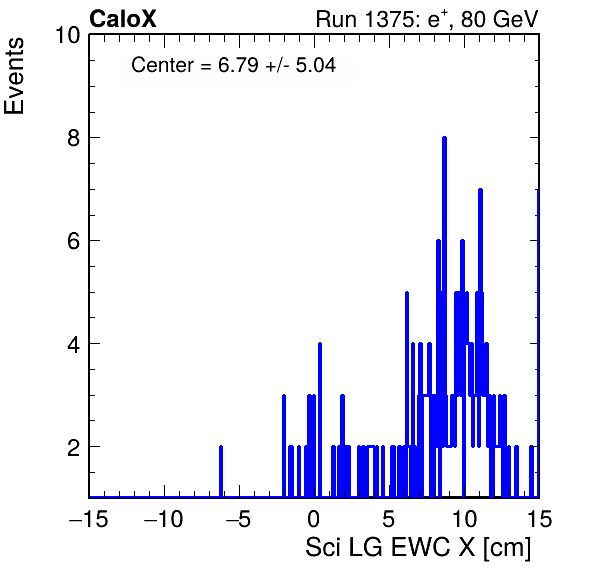 CaloX Run 1375: e⁺, 80 GeV
Center = 6.79 +/- 5.04
Events
10
8
6
4
2
−15 −10 −5 0 5 10 15
Sci LG EWC X [cm]